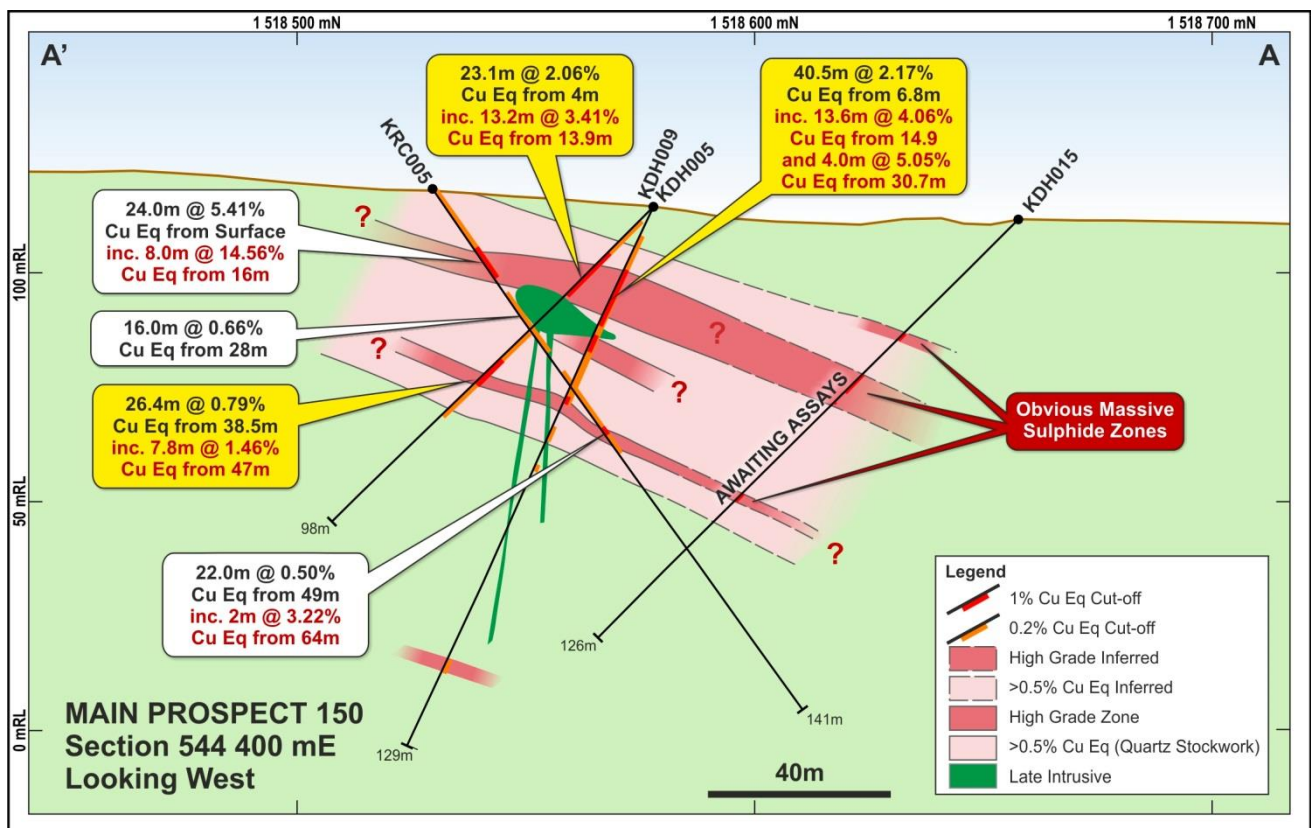 1 518 500 mN
1 518 600 mN
1 518 700 mN
A’
A
23.1m @ 2.06%
Cu Eq from 4m
inc. 13.2m @ 3.41%
Cu Eq from 13.9m
40.5m @ 2.17%
Cu Eq from 6.8m
inc. 13.6m @ 4.06%
Cu Eq from 14.9
and 4.0m @ 5.05%
Cu Eq from 30.7m
KRC005
KDH009
KDH005
KDH015
24.0m @ 5.41%
Cu Eq from Surface
inc. 8.0m @ 14.56%
Cu Eq from 16m
?
100 mRL
16.0m @ 0.66%
Cu Eq from 28m
?
?
?
26.4m @ 0.79%
Cu Eq from 38.5m
inc. 7.8m @ 1.46%
Cu Eq from 47m
AWAITING ASSAYS
Obvious Massive
Sulphide Zones
50 mRL
98m
?
22.0m @ 0.50%
Cu Eq from 49m
inc. 2m @ 3.22%
Cu Eq from 64m
126m
141m
129m
0 mRL
MAIN PROSPECT 150
Section 544 400 mE
Looking West
40m
Legend
1% Cu Eq Cut-off
0.2% Cu Eq Cut-off
High Grade Inferred
>0.5% Cu Eq Inferred
High Grade Zone
>0.5% Cu Eq (Quartz Stockwork)
Late Intrusive